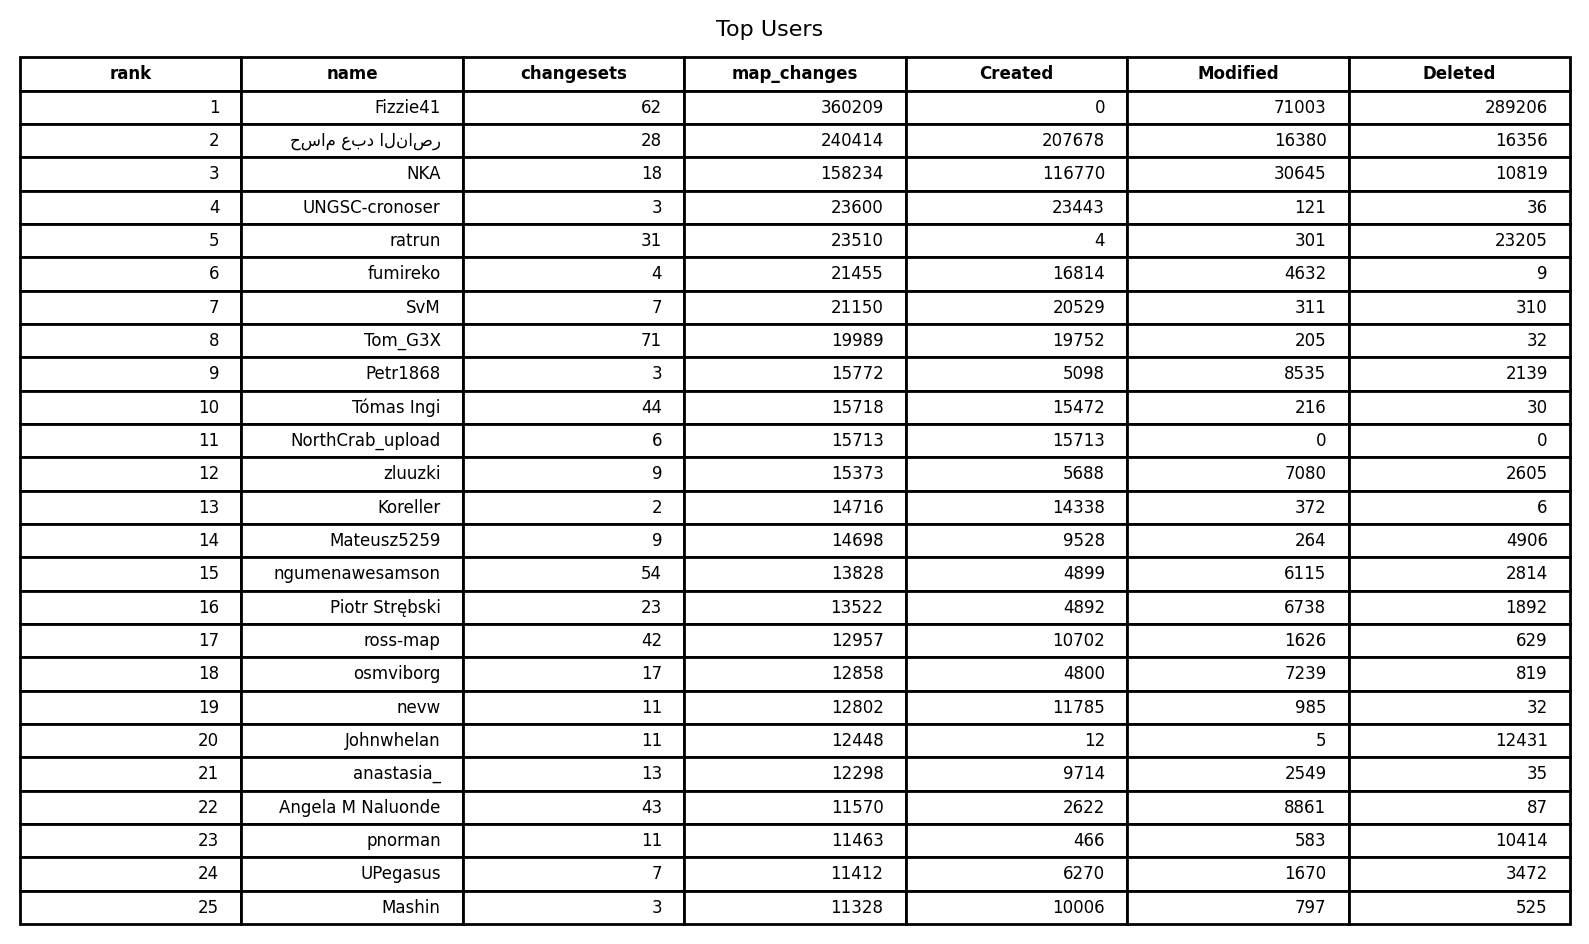 Top Users
rank name changesets map_changes Created Modified Deleted
1 Fizzie41 62 360209 0 71003 289206
2 حسام عبد الناصر 28 240414 207678 16380 16356
3 NKA 18 158234 116770 30645 10819
4 UNGSC-cronoser 3 23600 23443 121 36
5 ratrun 31 23510 4 301 23205
6 fumireko 4 21455 16814 4632 9
7 SvM 7 21150 20529 311 310
8 Tom_G3X 71 19989 19752 205 32
9 Petr1868 3 15772 5098 8535 2139
10 Tómas Ingi 44 15718 15472 216 30
11 NorthCrab_upload 6 15713 15713 0 0
12 zluuzki 9 15373 5688 7080 2605
13 Koreller 2 14716 14338 372 6
14 Mateusz5259 9 14698 9528 264 4906
15 ngumenawesamson 54 13828 4899 6115 2814
16 Piotr Strębski 23 13522 4892 6738 1892
17 ross-map 42 12957 10702 1626 629
18 osmviborg 17 12858 4800 7239 819
19 nevw 11 12802 11785 985 32
20 Johnwhelan 11 12448 12 5 12431
21 anastasia_ 13 12298 9714 2549 35
22 Angela M Naluonde 43 11570 2622 8861 87
23 pnorman 11 11463 466 583 10414
24 UPegasus 7 11412 6270 1670 3472
25 Mashin 3 11328 10006 797 525